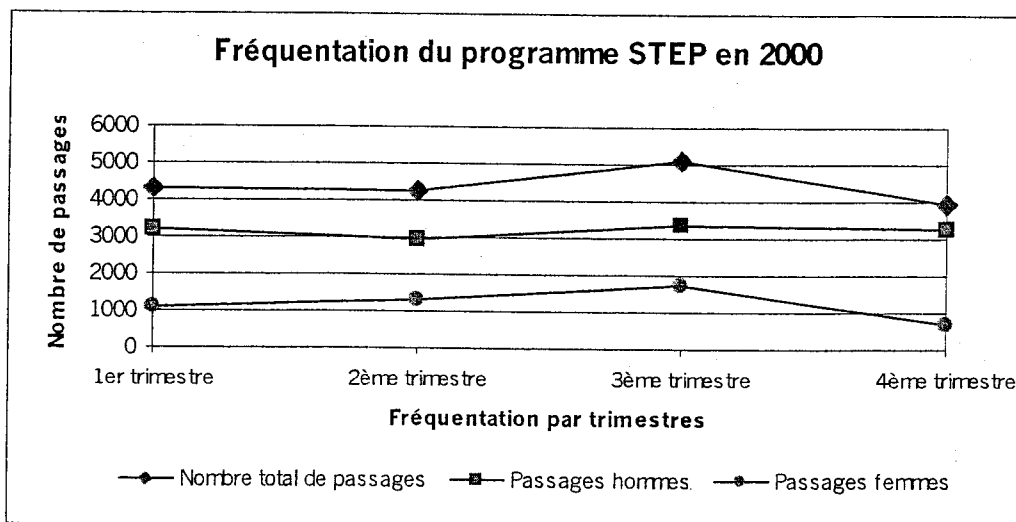 Fréquentation du programme STEP en 2000
Nombre de passages
6000
5000
4000
3000
2000
1000
0
1er trimestre 2ème trimestre 3ème trimestre 4ème trimestre
Fréquentation par trimestres
Nombre total de passages Passages hommes Passages femmes